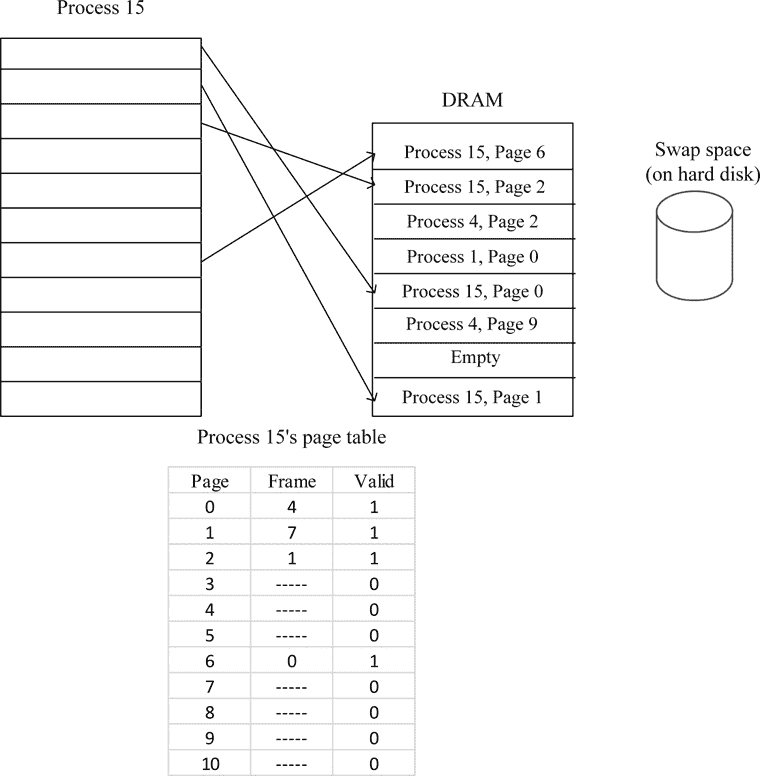 Process 15
DRAM
Process 15, Page 6
Process 15, Page 2
Process 4, Page 2
Process 1, Page 0
Process 15, Page 0
Process 4, Page 9
Empty
Process 15, Page 1
Swap space
(on hard disk)
Process 15's page table
Page Frame Valid
0 4 1
1 7 1
2 1 1
3 ----- 0
4 ----- 0
5 ----- 0
6 0 1
7 ----- 0
8 ----- 0
9 ----- 0
10 ----- 0